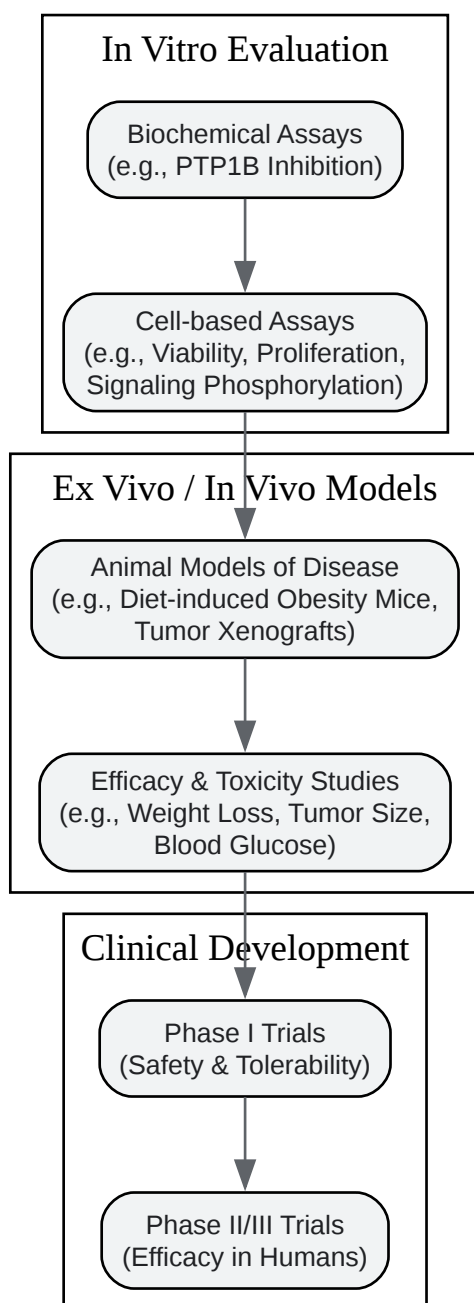 In Vitro Evaluation
Biochemical Assays
(e.g., PTP1B Inhibition)
Cell-based Assays
(e.g., Viability, Proliferation,
Signaling Phosphorylation)
Ex Vivo / In Vivo Models
Animal Models of Disease
(e.g., Diet-induced Obesity Mice,
Tumor Xenografts)
Efficacy & Toxicity Studies
(e.g., Weight Loss, Tumor Size,
Blood Glucose)
Clinical Development
Phase I Trials
(Safety & Tolerability)
Phase II/III Trials
(Efficacy in Humans)